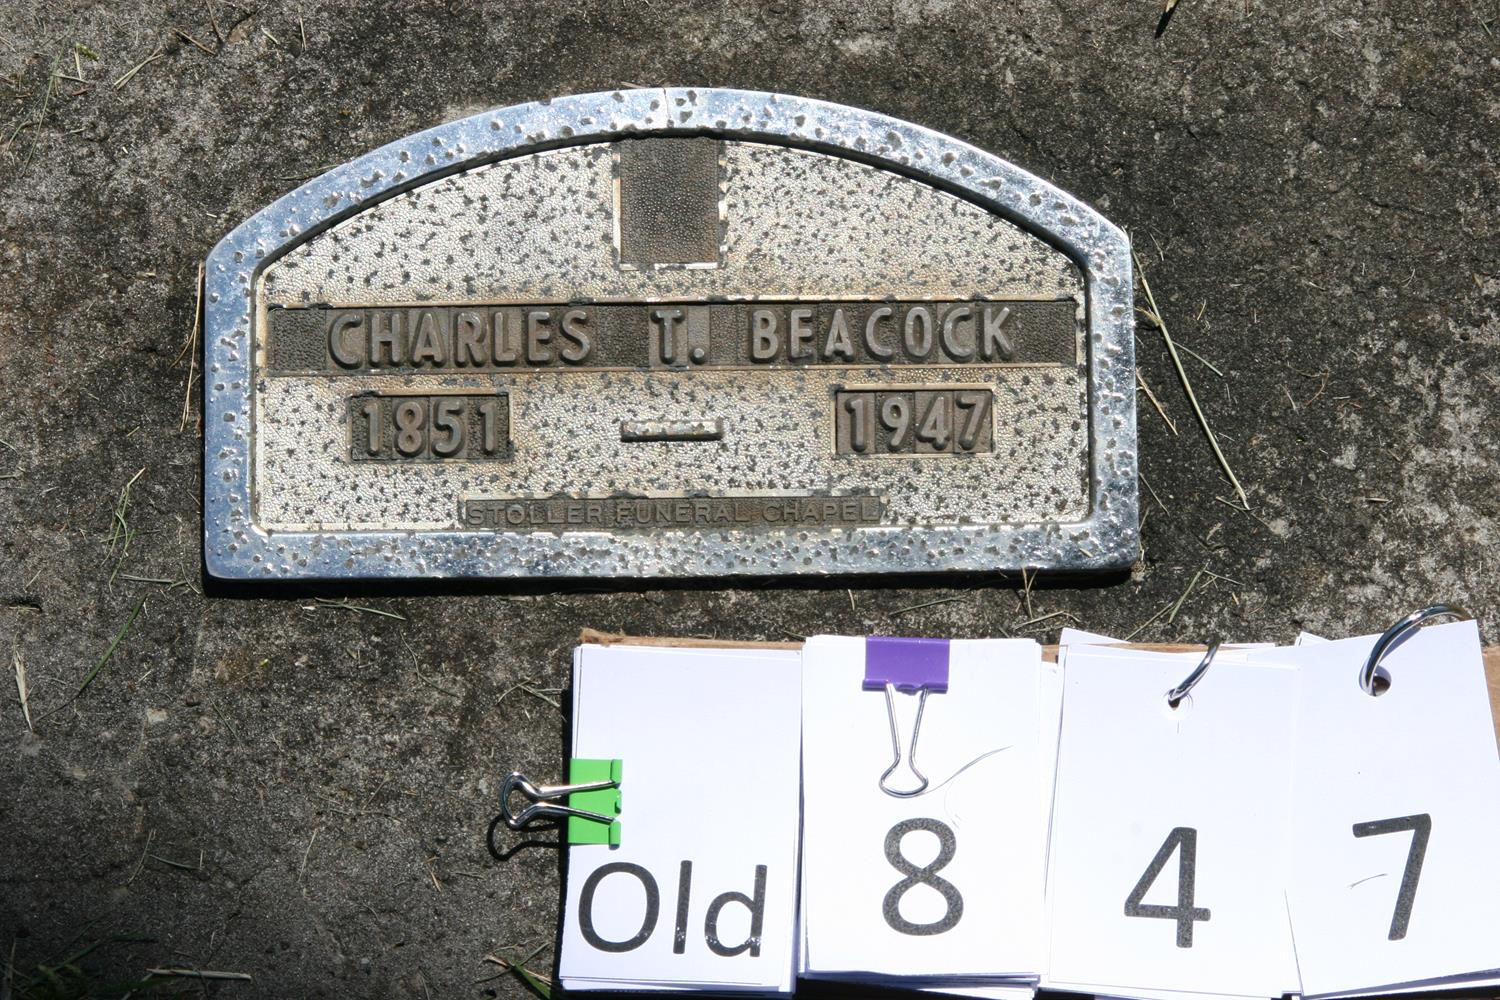 CHARLES T. BEACOCK
1851 — 1947
STOLLER FUNERAL CHAPEL
Old 8 4 7